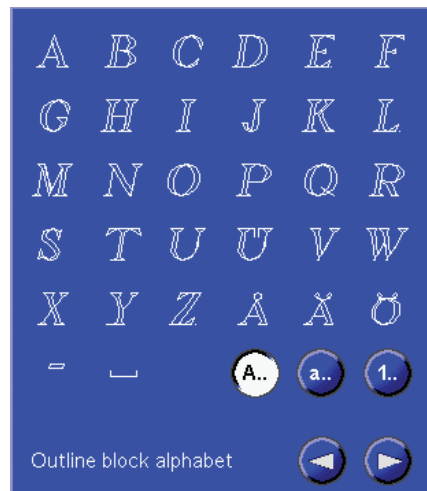 A B C D E F
G H I J K L
M N O P Q R
S T U Ü V W
X Y Z Å Ä Ö
- ⎵ A.. a.. 1..
Outline block alphabet